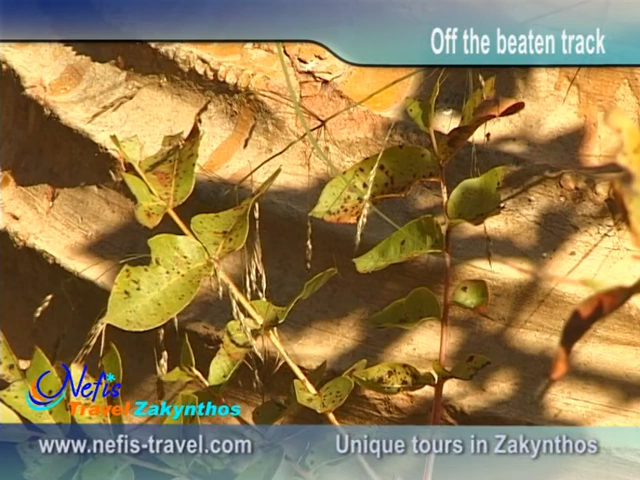 Off the beaten track
Nefis
Travel Zakynthos
www.nefis-travel.com
Unique tours in Zakynthos